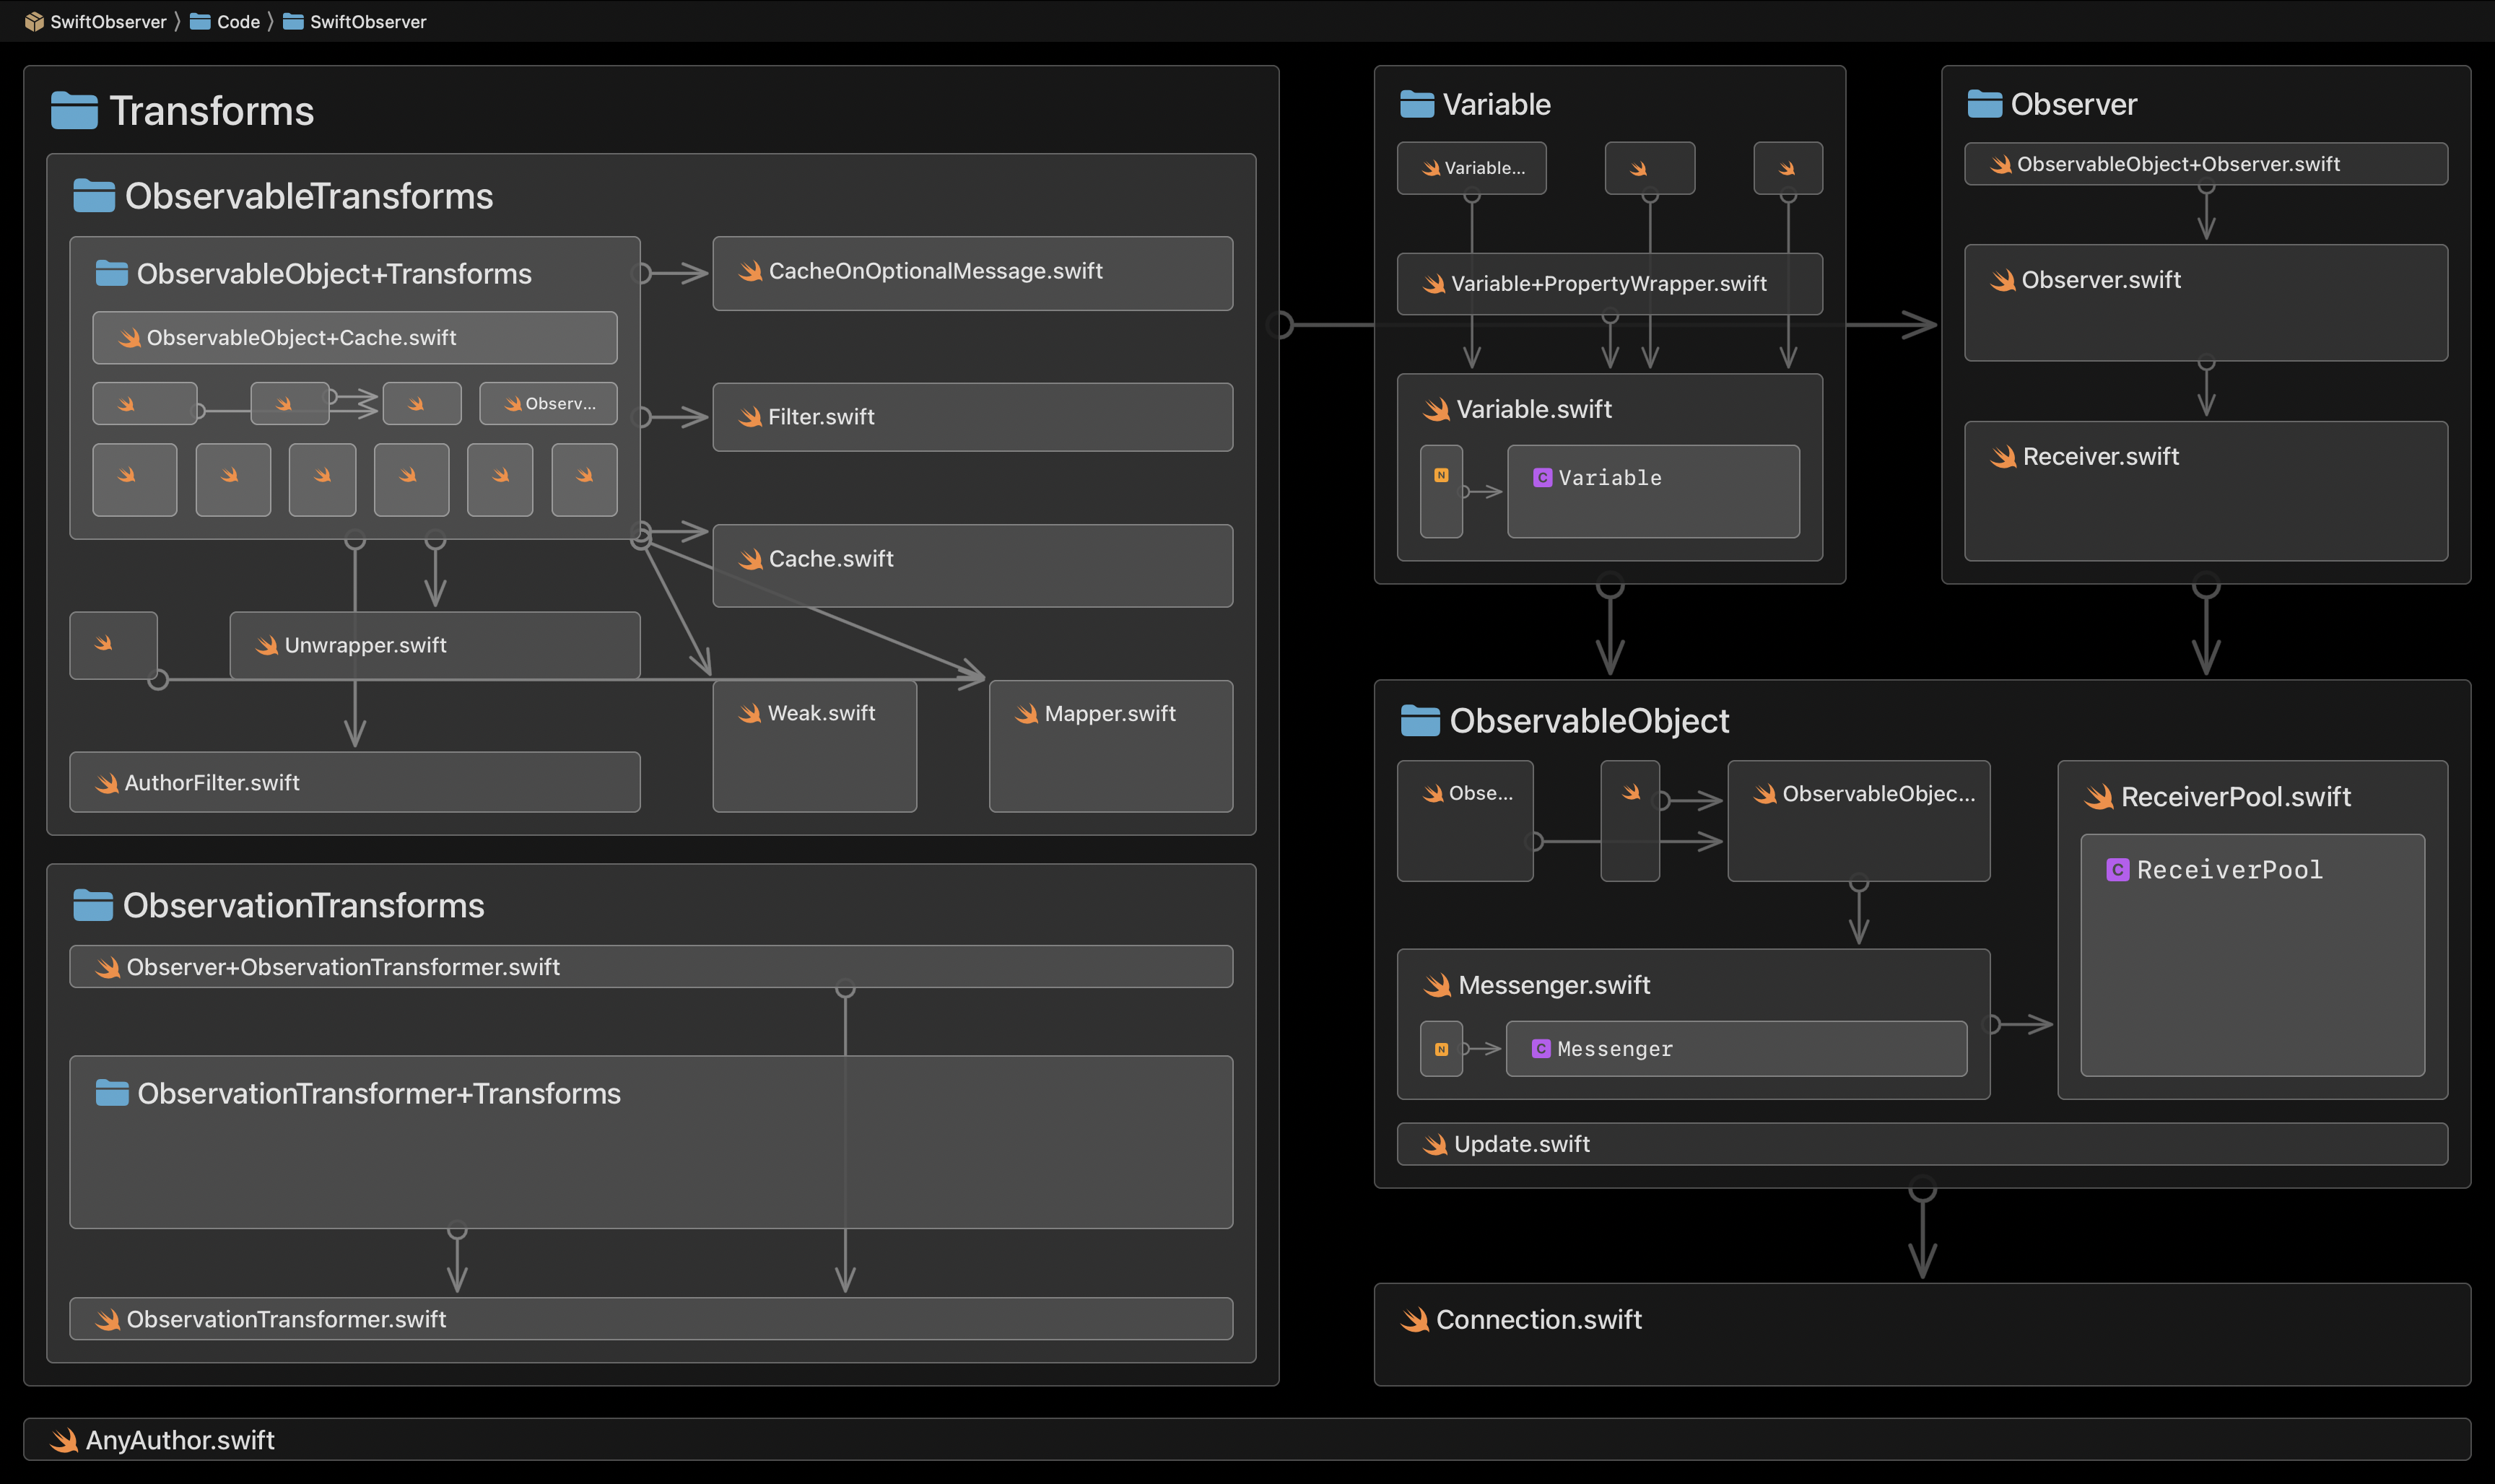 SwiftObserver 〉 Code 〉 SwiftObserver
Transforms
ObservableTransforms
ObservableObject+Transforms
ObservableObject+Cache.swift
Observ...
CacheOnOptionalMessage.swift
Filter.swift
Cache.swift
Unwrapper.swift
Weak.swift
Mapper.swift
AuthorFilter.swift
ObservationTransforms
Observer+ObservationTransformer.swift
ObservationTransformer+Transforms
ObservationTransformer.swift
Variable
Variable...
Variable+PropertyWrapper.swift
Variable.swift
N
C Variable
Observer
ObservableObject+Observer.swift
Observer.swift
Receiver.swift
ObservableObject
Obse...
ObservableObjec...
ReceiverPool.swift
C ReceiverPool
Messenger.swift
N
C Messenger
Update.swift
Connection.swift
AnyAuthor.swift